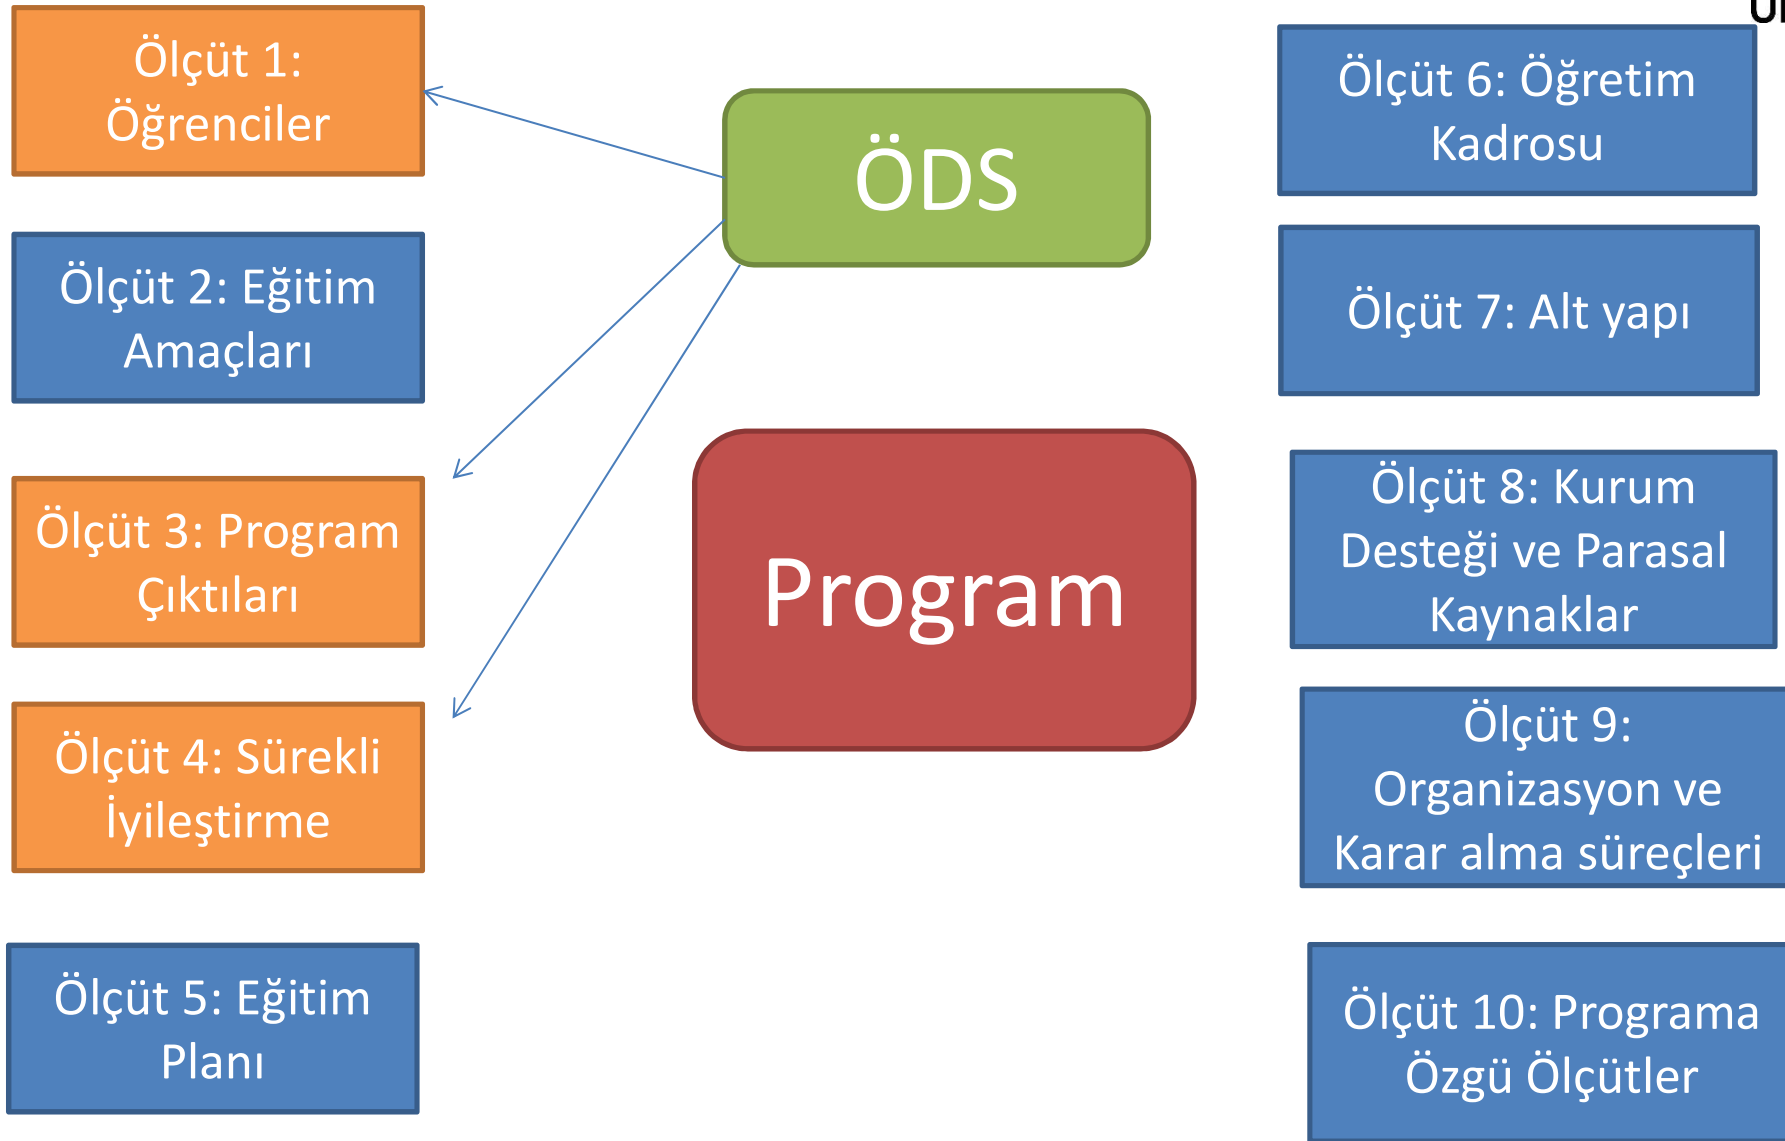 Ölçüt 1:
Öğrenciler
Ölçüt 2: Eğitim
Amaçları
Ölçüt 3: Program
Çıktıları
Ölçüt 4: Sürekli
İyileştirme
Ölçüt 5: Eğitim
Planı
ÖDS
Program
Ölçüt 6: Öğretim
Kadrosu
Ölçüt 7: Alt yapı
Ölçüt 8: Kurum
Desteği ve Parasal
Kaynaklar
Ölçüt 9:
Organizasyon ve
Karar alma süreçleri
Ölçüt 10: Programa
Özgü Ölçütler